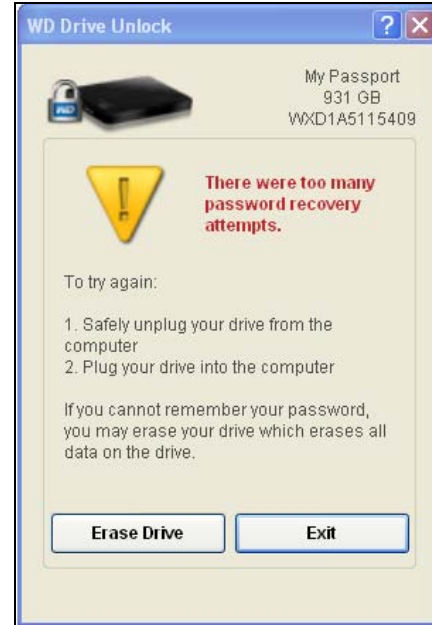 WD Drive Unlock
My Passport
931 GB
WXD1A5115409
WD
There were too many
password recovery
attempts.
To try again:
1. Safely unplug your drive from the
computer
2. Plug your drive into the computer
If you cannot remember your password,
you may erase your drive which erases all
data on the drive.
Erase Drive
Exit